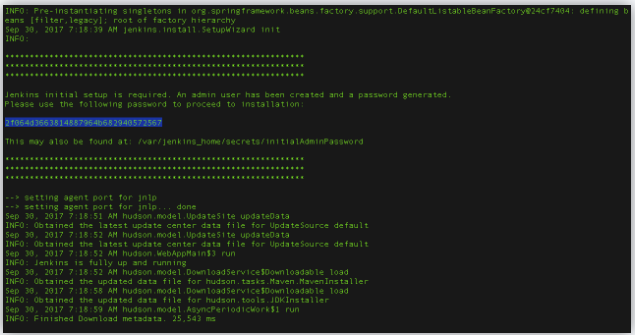 INFO: Pre-instantiating singletons in org.springframework.beans.factory.support.DefaultListableBeanFactory@24cf7404: defining b
eans [filter,legacy]; root of factory hierarchy
Sep 30, 2017 7:18:39 AM jenkins.install.SetupWizard init
INFO:
*************************************************************
*************************************************************
*************************************************************
Jenkins initial setup is required. An admin user has been created and a password generated.
Please use the following password to proceed to installation:
2f064d3663814887964b682940572567
This may also be found at: /var/jenkins_home/secrets/initialAdminPassword
*************************************************************
*************************************************************
*************************************************************
--> setting agent port for jnlp
--> setting agent port for jnlp... done
Sep 30, 2017 7:18:51 AM hudson.model.UpdateSite updateData
INFO: Obtained the latest update center data file for UpdateSource default
Sep 30, 2017 7:18:52 AM hudson.model.UpdateSite updateData
INFO: Obtained the latest update center data file for UpdateSource default
Sep 30, 2017 7:18:52 AM hudson.WebAppMain$3 run
INFO: Jenkins is fully up and running
Sep 30, 2017 7:18:52 AM hudson.model.DownloadService$Downloadable load
INFO: Obtained the updated data file for hudson.tasks.Maven.MavenInstaller
Sep 30, 2017 7:18:58 AM hudson.model.DownloadService$Downloadable load
INFO: Obtained the updated data file for hudson.tools.JDKInstaller
Sep 30, 2017 7:18:59 AM hudson.model.AsyncPeriodicWork$1 run
INFO: Finished Download metadata. 25,543 ms